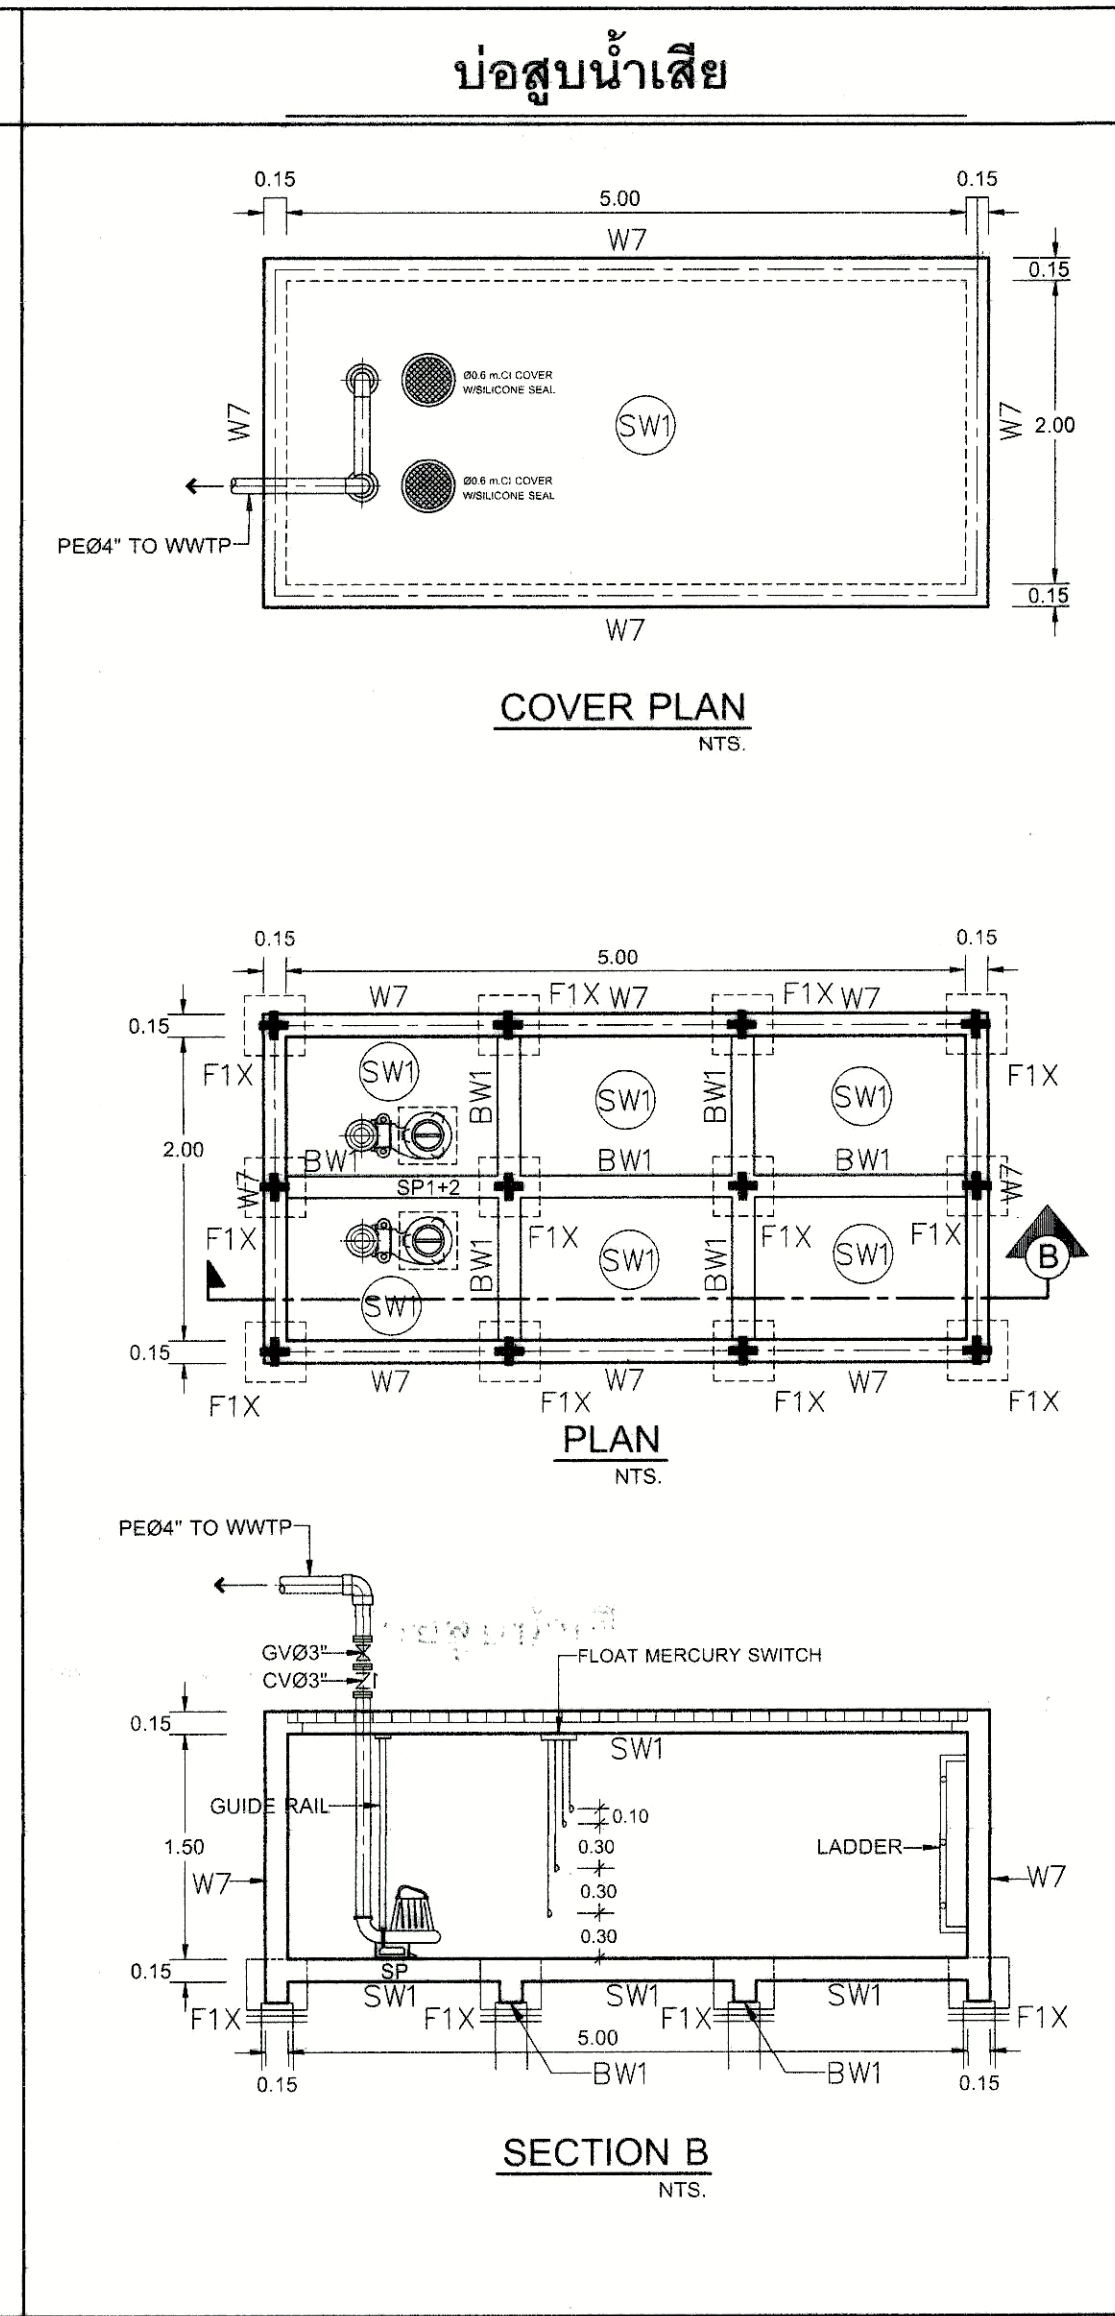 บ่อสูบน้ำเสีย
0.15
5.00
0.15
W7
0.15
Ø0.6 m.CI COVER
W/SILICONE SEAL
W7
SW1
W7
2.00
Ø0.6 m.CI COVER
W/SILICONE SEAL
PEØ4" TO WWTP
0.15
W7
COVER PLAN
NTS.
0.15
5.00
0.15
W7
F1X
W7
F1X
W7
0.15
F1X
SW1
BW1
SW1
BW1
SW1
F1X
2.00
BW1
BW1
BW1
W7
SP1+2
W7
F1X
F1X
F1X
F1X
BW1
SW1
BW1
SW1
B
SW1
0.15
W7
W7
W7
F1X
F1X
F1X
F1X
PLAN
NTS.
PEØ4" TO WWTP
GVØ3"
FLOAT MERCURY SWITCH
CVØ3"
0.15
SW1
GUIDE RAIL
0.10
1.50
0.30
LADDER
W7
0.30
W7
0.30
0.15
SP
SW1
SW1
SW1
F1X
F1X
F1X
F1X
5.00
0.15
BW1
BW1
0.15
SECTION B
NTS.